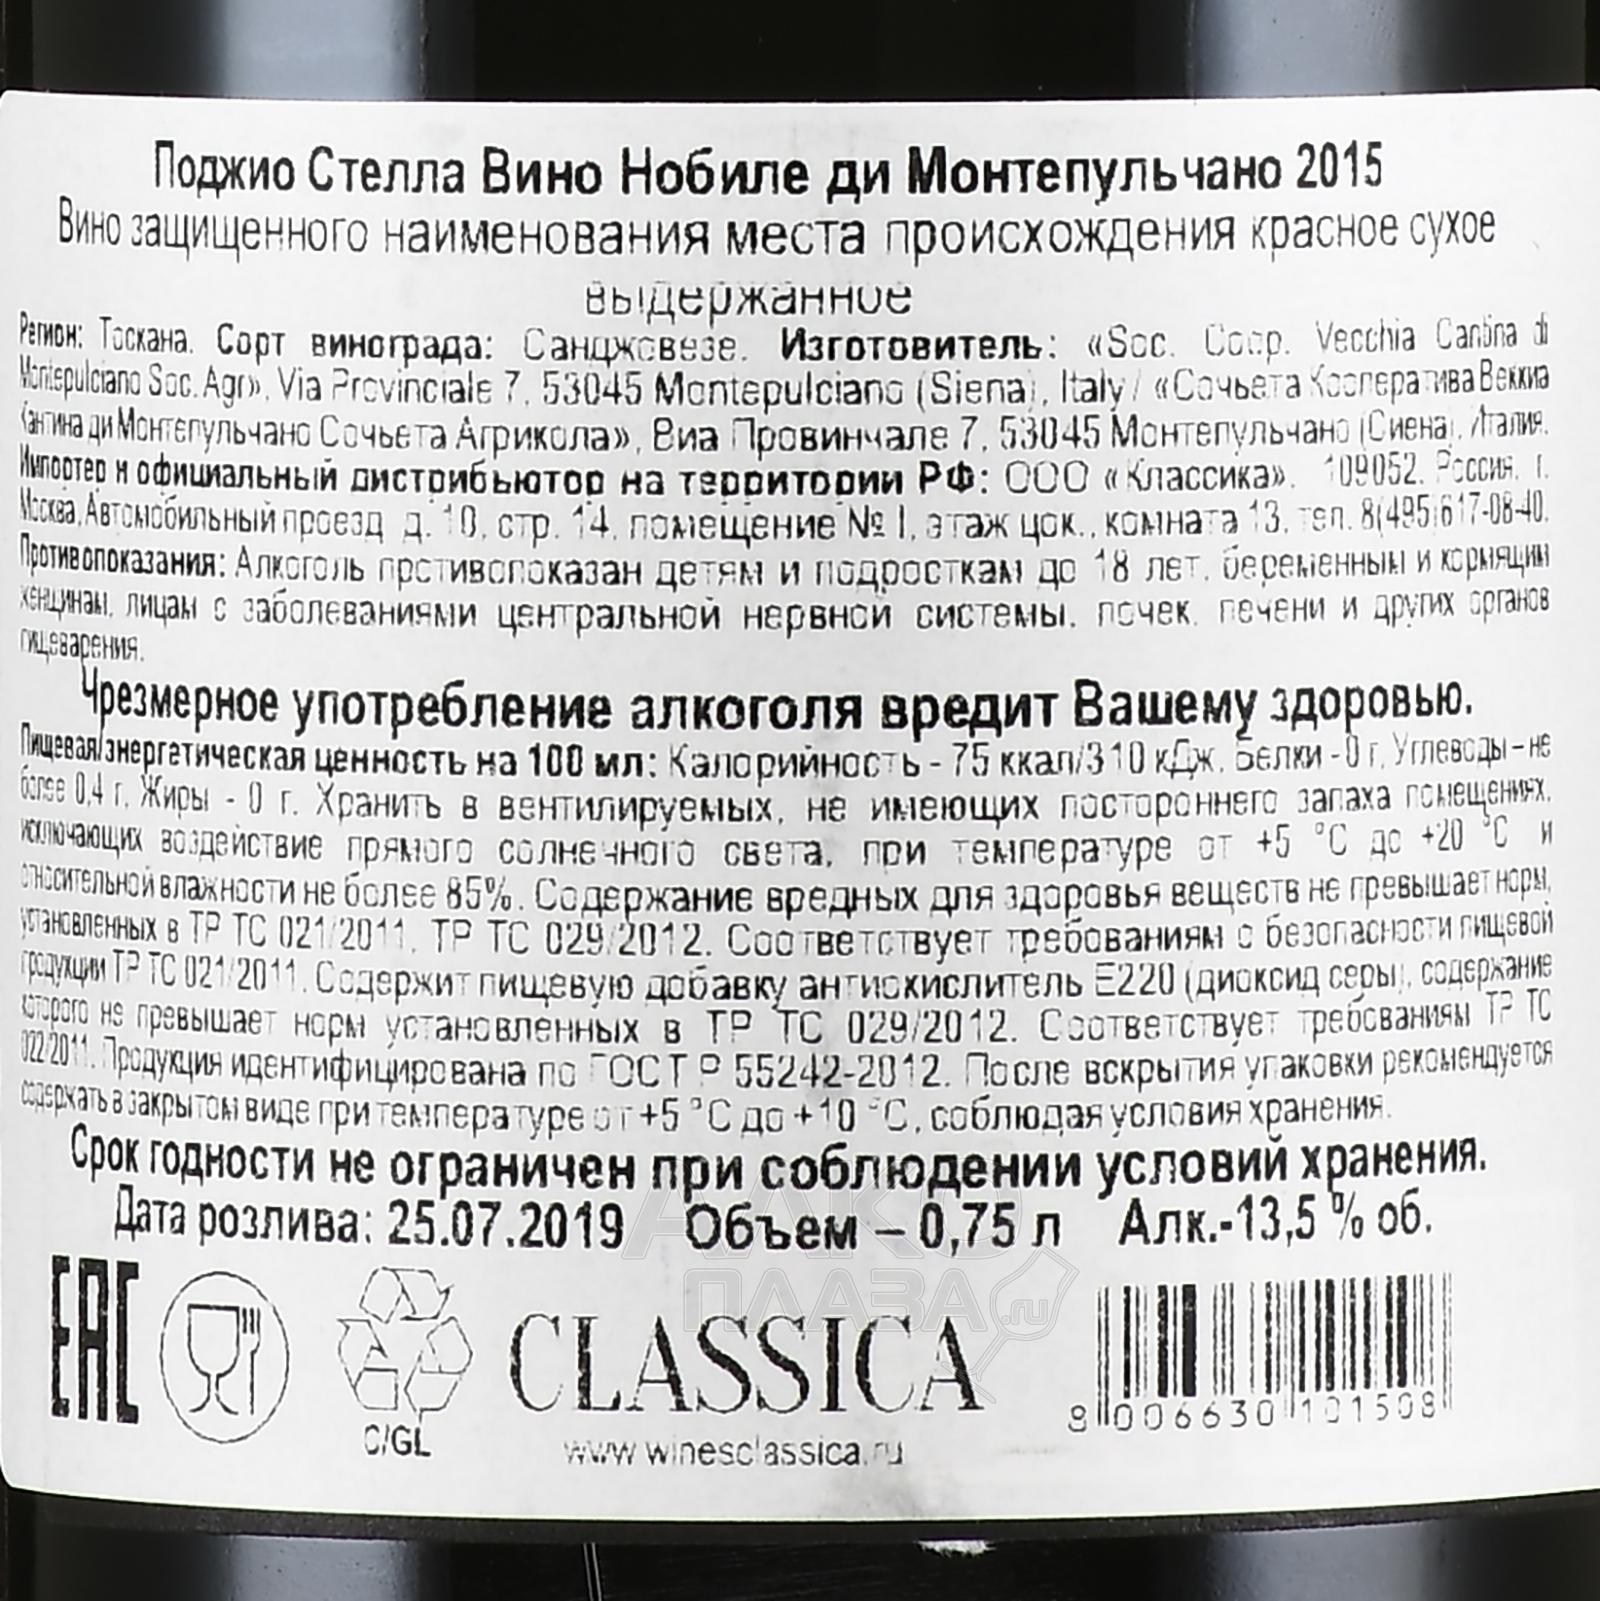 Поджио Стелла Вино Нобиле ди Монтепульчано 2015
Вино защищенного наименования места происхождения красное сухое
выдержанное
Регион: Тоскана. Сорт винограда: Санджовезе. Изготовитель: «Soc. Coop. Vecchia Cantina di
Montepulciano Soc. Agr», Via Provinciale 7, 53045 Montepulciano (Siena), Italy / «Сочьета Кооператива Веккиа
Кантина ди Монтепульчано Сочьета Агрикола», Виа Провинчале 7, 53045 Монтепульчано (Сиена), Италия.
Импортер и официальный дистрибьютор на территории РФ: ООО «Классика». 109052, Россия, г.
Москва, Автомобильный проезд д. 10, стр. 14, помещение № I, этаж цок., комната 13, тел. 8(495)617-08-40.
Противопоказания: Алкоголь противопоказан детям и подросткам до 18 лет, беременным и кормящим
женщинам, лицам с заболеваниями центральной нервной системы, почек, печени и других органов
пищеварения.
Чрезмерное употребление алкоголя вредит Вашему здоровью.
Пищевая/энергетическая ценность на 100 мл: Калорийность - 75 ккал/310 кДж, Белки - 0 г, Углеводы – не
более 0,4 г, Жиры - 0 г. Хранить в вентилируемых, не имеющих постороннего запаха помещениях,
исключающих воздействие прямого солнечного света, при температуре от +5 °С до +20 °С и
относительной влажности не более 85%. Содержание вредных для здоровья веществ не превышает норм,
установленных в ТР ТС 021/2011, ТР ТС 029/2012. Соответствует требованиям о безопасности пищевой
продукции ТР ТС 021/2011. Содержит пищевую добавку антиокислитель Е220 (диоксид серы), содержание
которого не превышает норм установленных в ТР ТС 029/2012. Соответствует требованиям ТР ТС
022/2011. Продукция идентифицирована по ГОСТ Р 55242-2012. После вскрытия упаковки рекомендуется
содержать в закрытом виде при температуре от +5 °С до +10 °С, соблюдая условия хранения.
Срок годности не ограничен при соблюдении условий хранения.
Дата розлива: 25.07.2019 Объем – 0,75 л Алк.-13,5 % об.
АЛКО
ПЛАЗА.ru
EAC
C/GL
CLASSICA
www.winesclassica.ru
8 006630 101508